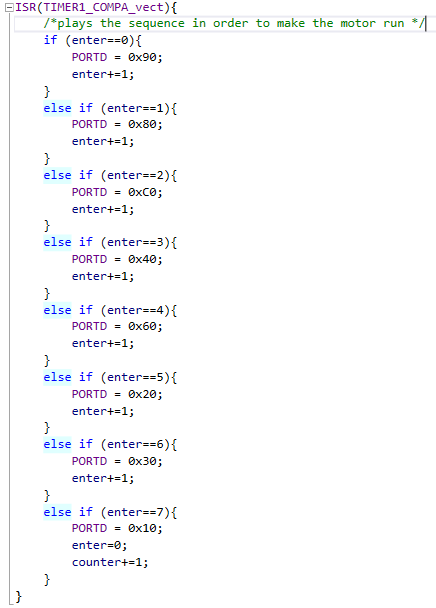 ISR(TIMER1_COMPA_vect){
    /*plays the sequence in order to make the motor run */
    if (enter==0){
        PORTD = 0x90;
        enter+=1;
    }
    else if (enter==1){
        PORTD = 0x80;
        enter+=1;
    }
    else if (enter==2){
        PORTD = 0xC0;
        enter+=1;
    }
    else if (enter==3){
        PORTD = 0x40;
        enter+=1;
    }
    else if (enter==4){
        PORTD = 0x60;
        enter+=1;
    }
    else if (enter==5){
        PORTD = 0x20;
        enter+=1;
    }
    else if (enter==6){
        PORTD = 0x30;
        enter+=1;
    }
    else if (enter==7){
        PORTD = 0x10;
        enter=0;
        counter+=1;
    }
}